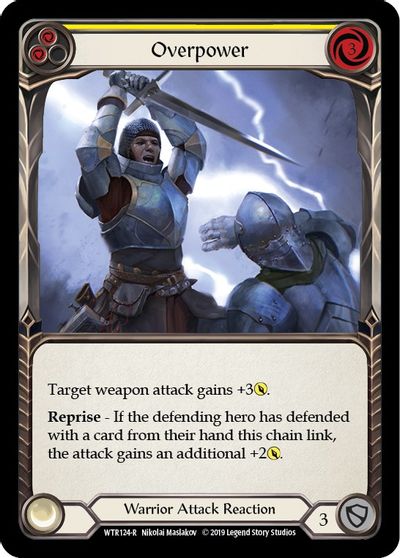 Overpower
3
Target weapon attack gains +3.
Reprise - If the defending hero has defended
with a card from their hand this chain link,
the attack gains an additional +2.
Warrior Attack Reaction
3
WTR124-R Nikolai Maslakov © 2019 Legend Story Studios